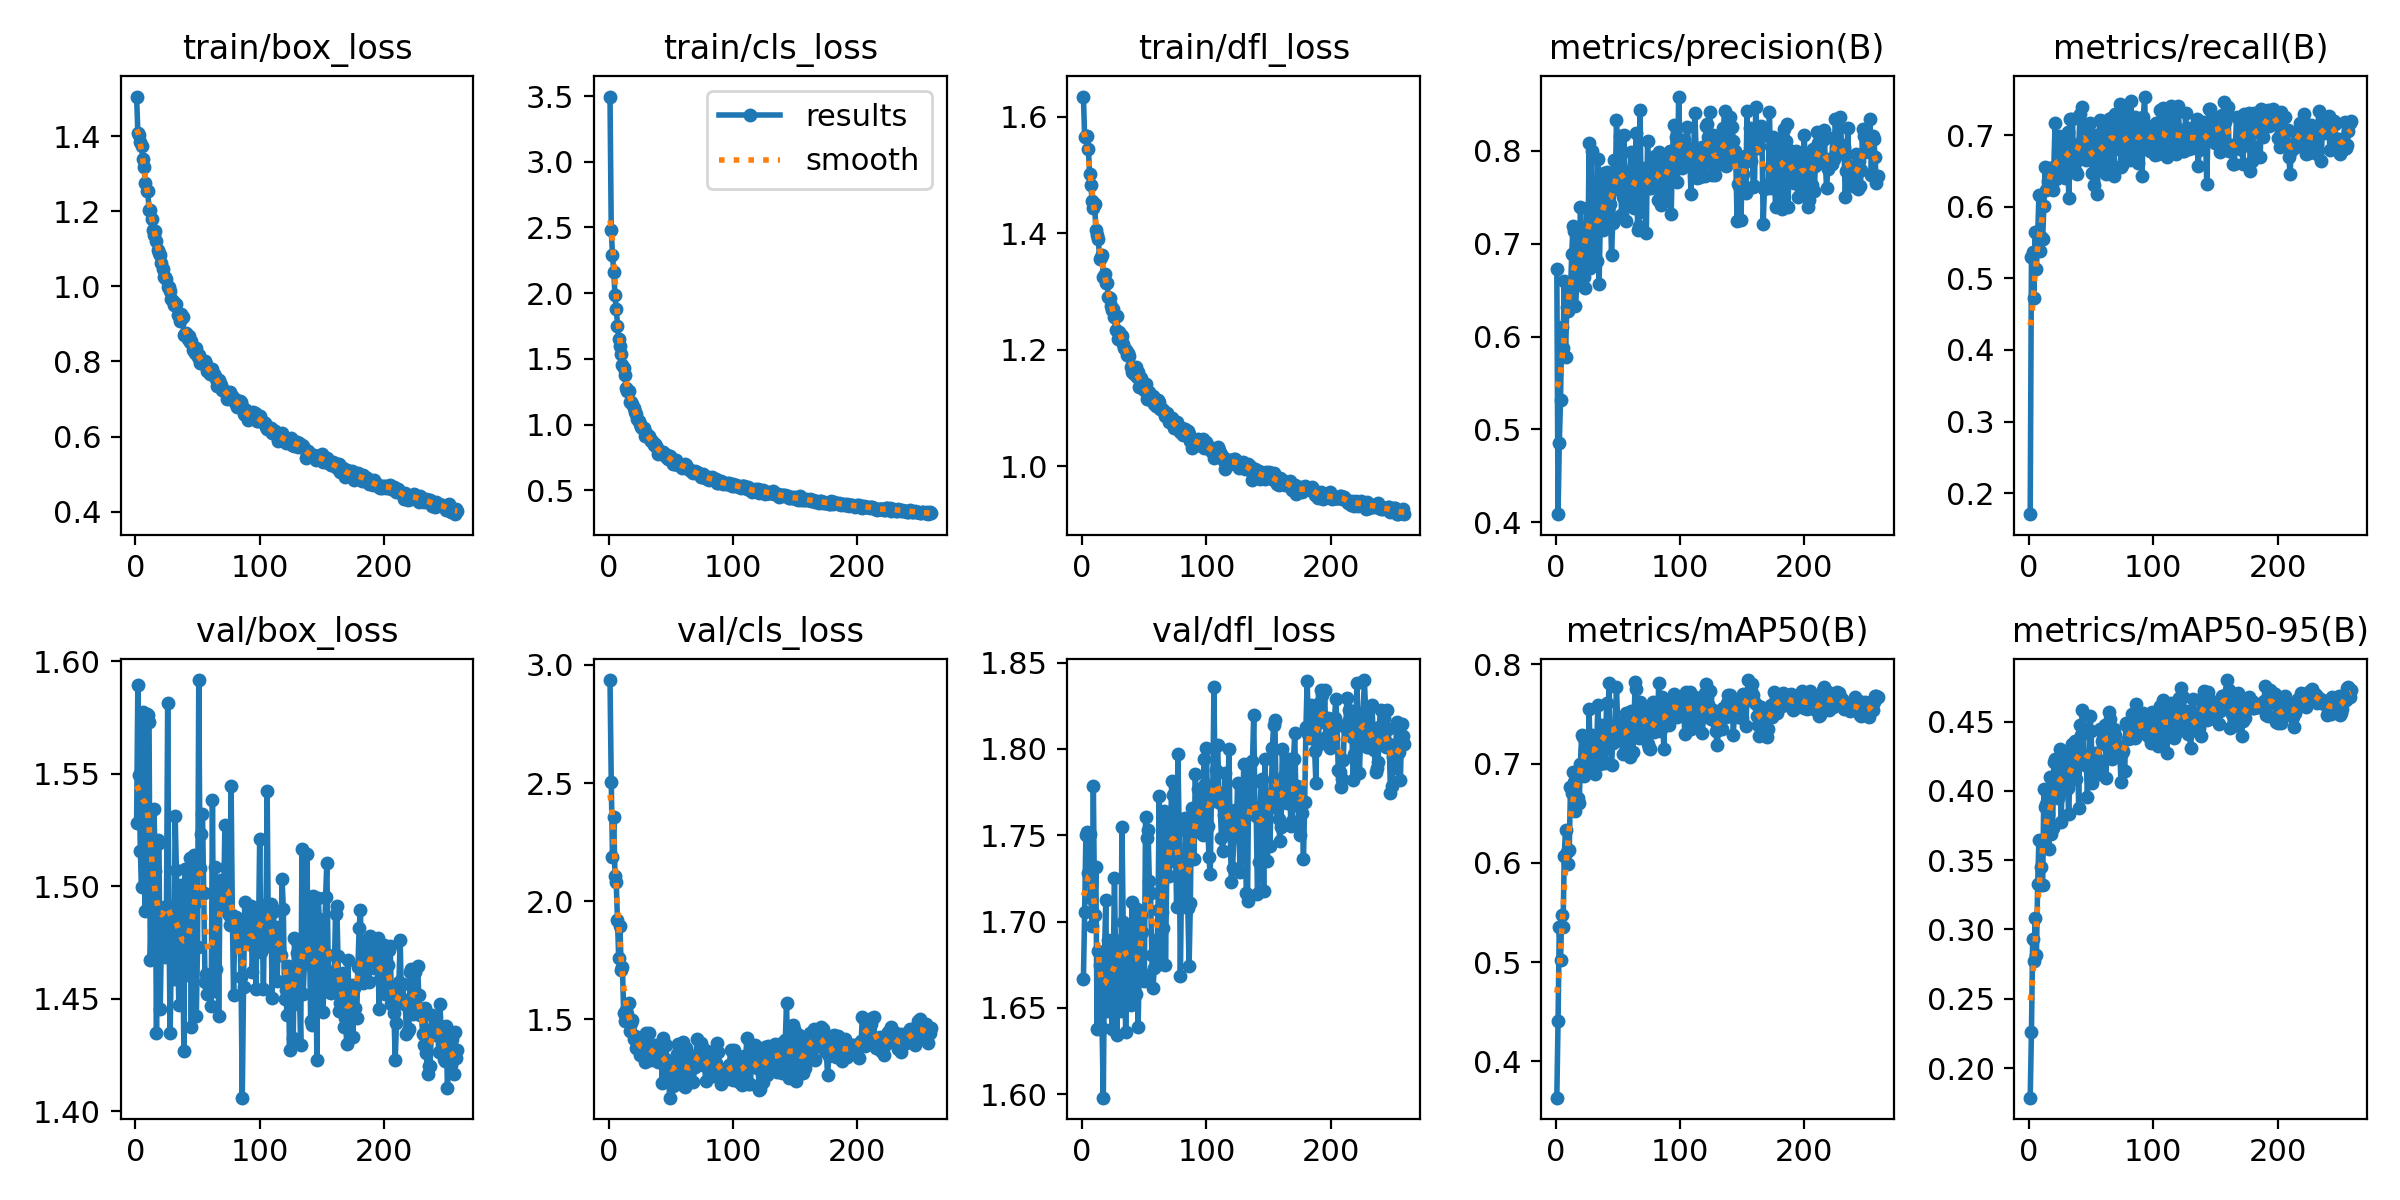 train/box_loss
1.4
1.2
1.0
0.8
0.6
0.4
0 100 200
train/cls_loss
results
smooth
3.5
3.0
2.5
2.0
1.5
1.0
0.5
0 100 200
train/dfl_loss
1.6
1.4
1.2
1.0
0 100 200
metrics/precision(B)
0.8
0.7
0.6
0.5
0.4
0 100 200
metrics/recall(B)
0.7
0.6
0.5
0.4
0.3
0.2
0 100 200
val/box_loss
1.60
1.55
1.50
1.45
1.40
0 100 200
val/cls_loss
3.0
2.5
2.0
1.5
0 100 200
val/dfl_loss
1.85
1.80
1.75
1.70
1.65
1.60
0 100 200
metrics/mAP50(B)
0.8
0.7
0.6
0.5
0.4
0 100 200
metrics/mAP50-95(B)
0.45
0.40
0.35
0.30
0.25
0.20
0 100 200